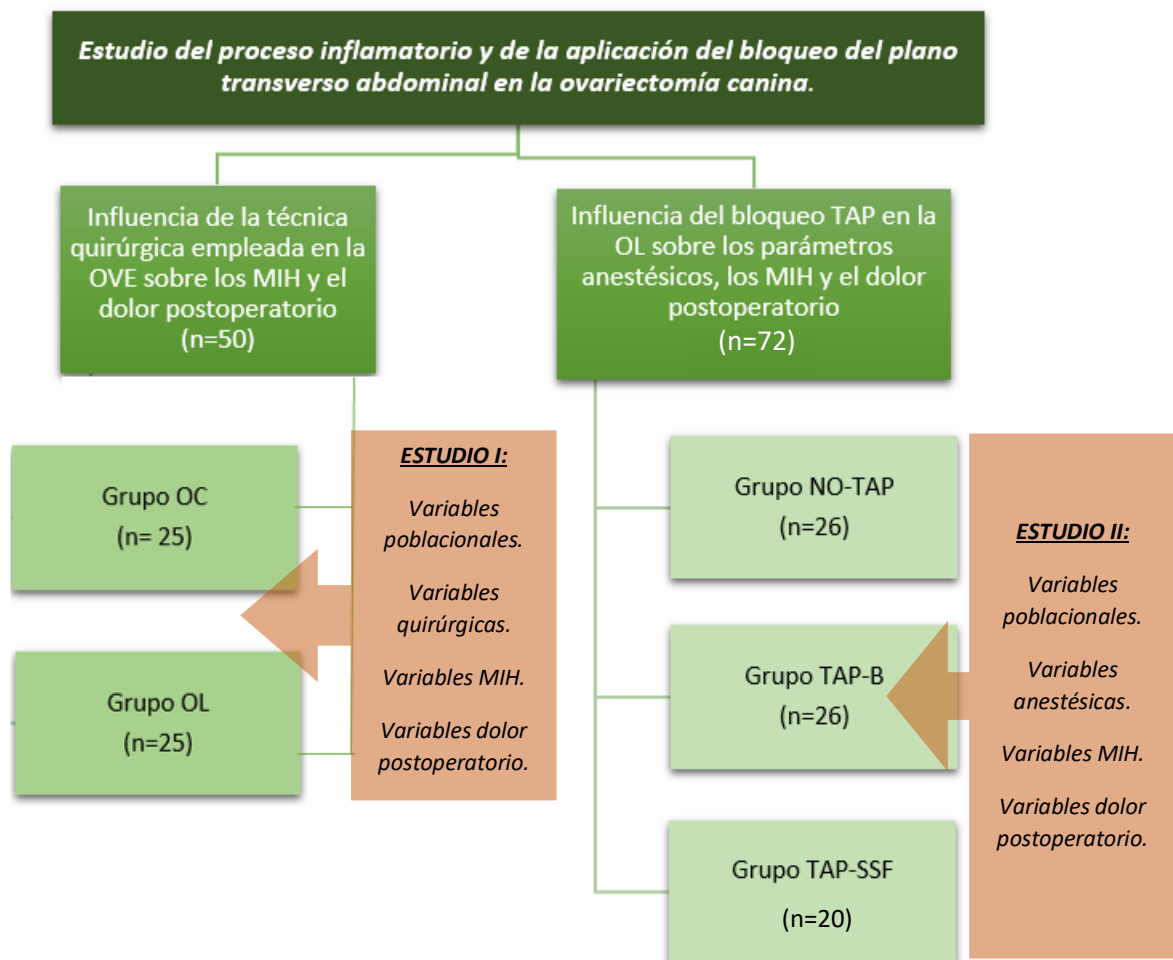 Estudio del proceso inflamatorio y de la aplicación del bloqueo del plano
transverso abdominal en la ovariectomía canina.
Influencia de la técnica
quirúrgica empleada en la
OVE sobre los MIH y el
dolor postoperatorio
(n=50)
Influencia del bloqueo TAP en la
OL sobre los parámetros
anestésicos, los MIH y el dolor
postoperatorio
(n=72)
Grupo OC
(n= 25)
Grupo OL
(n=25)
ESTUDIO I:
Variables
poblacionales.
Variables
quirúrgicas.
Variables MIH.
Variables dolor
postoperatorio.
Grupo NO-TAP
(n=26)
Grupo TAP-B
(n=26)
Grupo TAP-SSF
(n=20)
ESTUDIO II:
Variables
poblacionales.
Variables
anestésicas.
Variables MIH.
Variables dolor
postoperatorio.